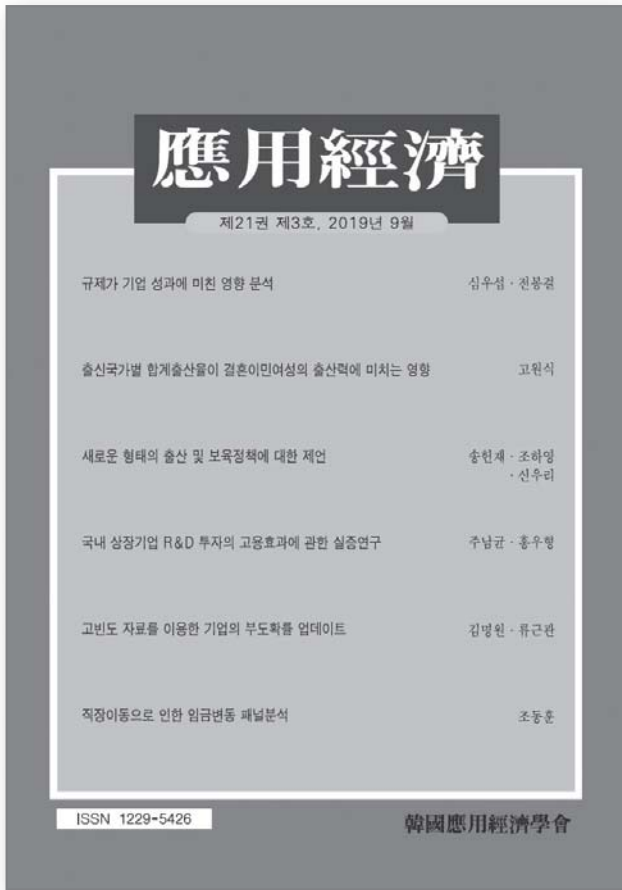 應用經濟
제21권 제3호, 2019년 9월
규제가 기업 성과에 미친 영향 분석 심우섭 · 전봉걸
출신국가별 합계출산율이 결혼이민여성의 출산력에 미치는 영향 고원식
새로운 형태의 출산 및 보육정책에 대한 제언 송헌재 · 조하영
· 신우리
국내 상장기업 R&D 투자의 고용효과에 관한 실증연구 주남균 · 홍우형
고빈도 자료를 이용한 기업의 부도확률 업데이트 김명원 · 류근관
직장이동으로 인한 임금변동 패널분석 조동훈
ISSN 1229-5426
韓國應用經濟學會